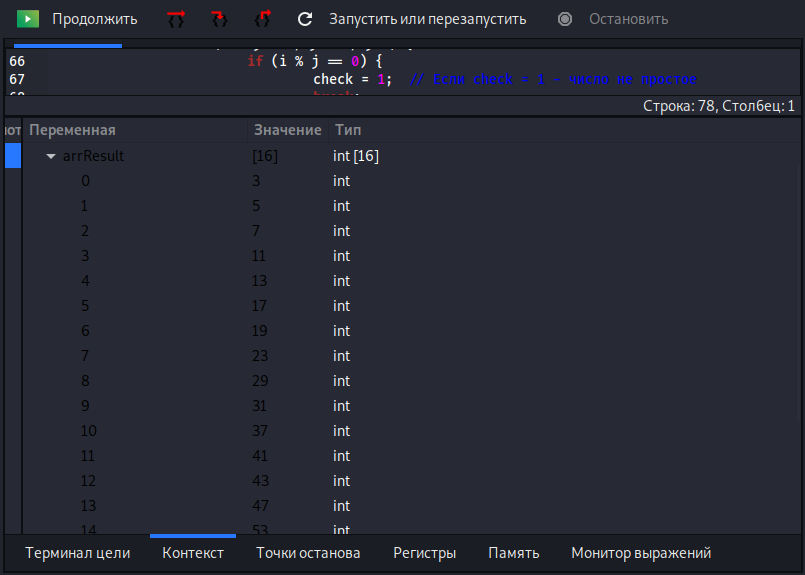 Продолжить Запустить или перезапустить Остановить
66 if (i % j == 0) {
67 check = 1; // Если check = 1 - число не простое
Строка: 78, Столбец: 1
Переменная Значение Тип
arrResult [16] int [16]
0 3 int
1 5 int
2 7 int
3 11 int
4 13 int
5 17 int
6 19 int
7 23 int
8 29 int
9 31 int
10 37 int
11 41 int
12 43 int
13 47 int
14 53 int
Терминал цели Контекст Точки останова Регистры Память Монитор выражений